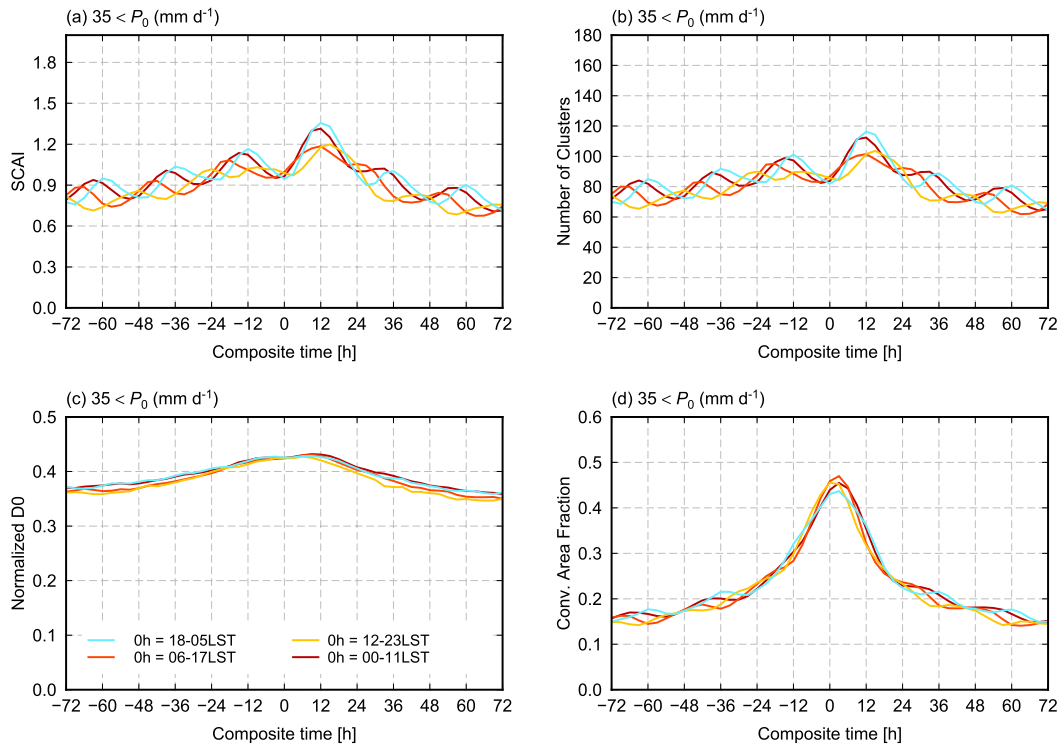 (a) 35 < P₀ (mm d⁻¹)
SCAI
1.8
1.5
1.2
0.9
0.6
0.3
0.0
−72 −60 −48 −36 −24 −12 0 12 24 36 48 60 72
Composite time [h]
(b) 35 < P₀ (mm d⁻¹)
Number of Clusters
180
160
140
120
100
80
60
40
20
0
−72 −60 −48 −36 −24 −12 0 12 24 36 48 60 72
Composite time [h]
(c) 35 < P₀ (mm d⁻¹)
Normalized D0
0.5
0.4
0.3
0.2
0.1
0.0
0h = 18-05LST
0h = 12-23LST
0h = 06-17LST
0h = 00-11LST
−72 −60 −48 −36 −24 −12 0 12 24 36 48 60 72
Composite time [h]
(d) 35 < P₀ (mm d⁻¹)
Conv. Area Fraction
0.6
0.5
0.4
0.3
0.2
0.1
0.0
−72 −60 −48 −36 −24 −12 0 12 24 36 48 60 72
Composite time [h]